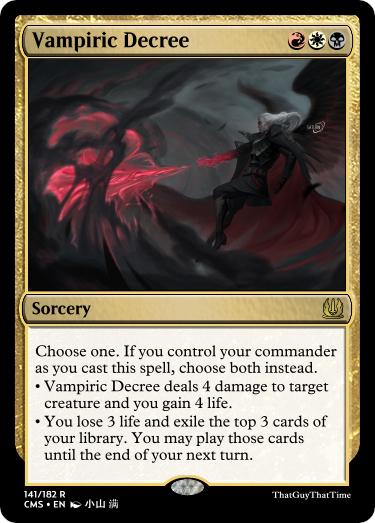 Vampiric Decree
Sorcery
Choose one. If you control your commander
as you cast this spell, choose both instead.
• Vampiric Decree deals 4 damage to target
creature and you gain 4 life.
• You lose 3 life and exile the top 3 cards of
your library. You may play those cards
until the end of your next turn.
141/182 R
CMS • EN 小山 满
ThatGuyThatTime